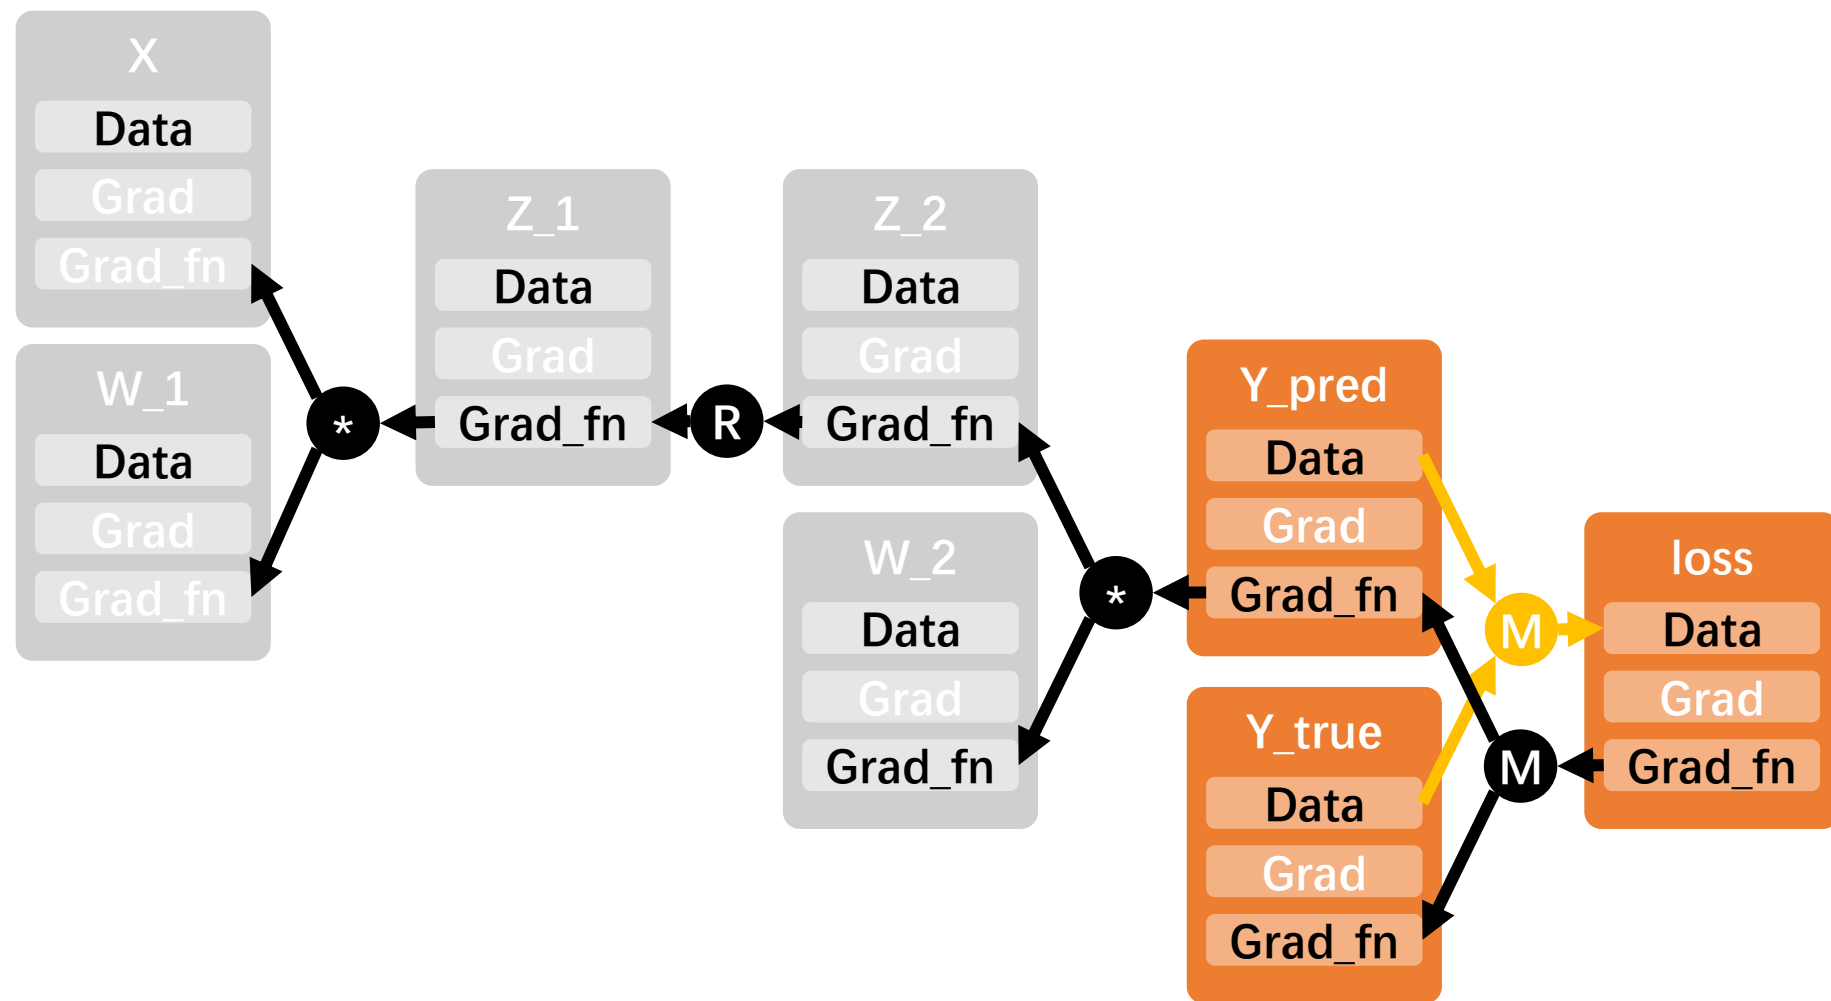 X
Data
Grad
Grad_fn
W_1
Data
Grad
Grad_fn
*
Z_1
Data
Grad
Grad_fn
R
Z_2
Data
Grad
Grad_fn
W_2
Data
Grad
Grad_fn
*
Y_pred
Data
Grad
Grad_fn
Y_true
Data
Grad
Grad_fn
M
M
loss
Data
Grad
Grad_fn